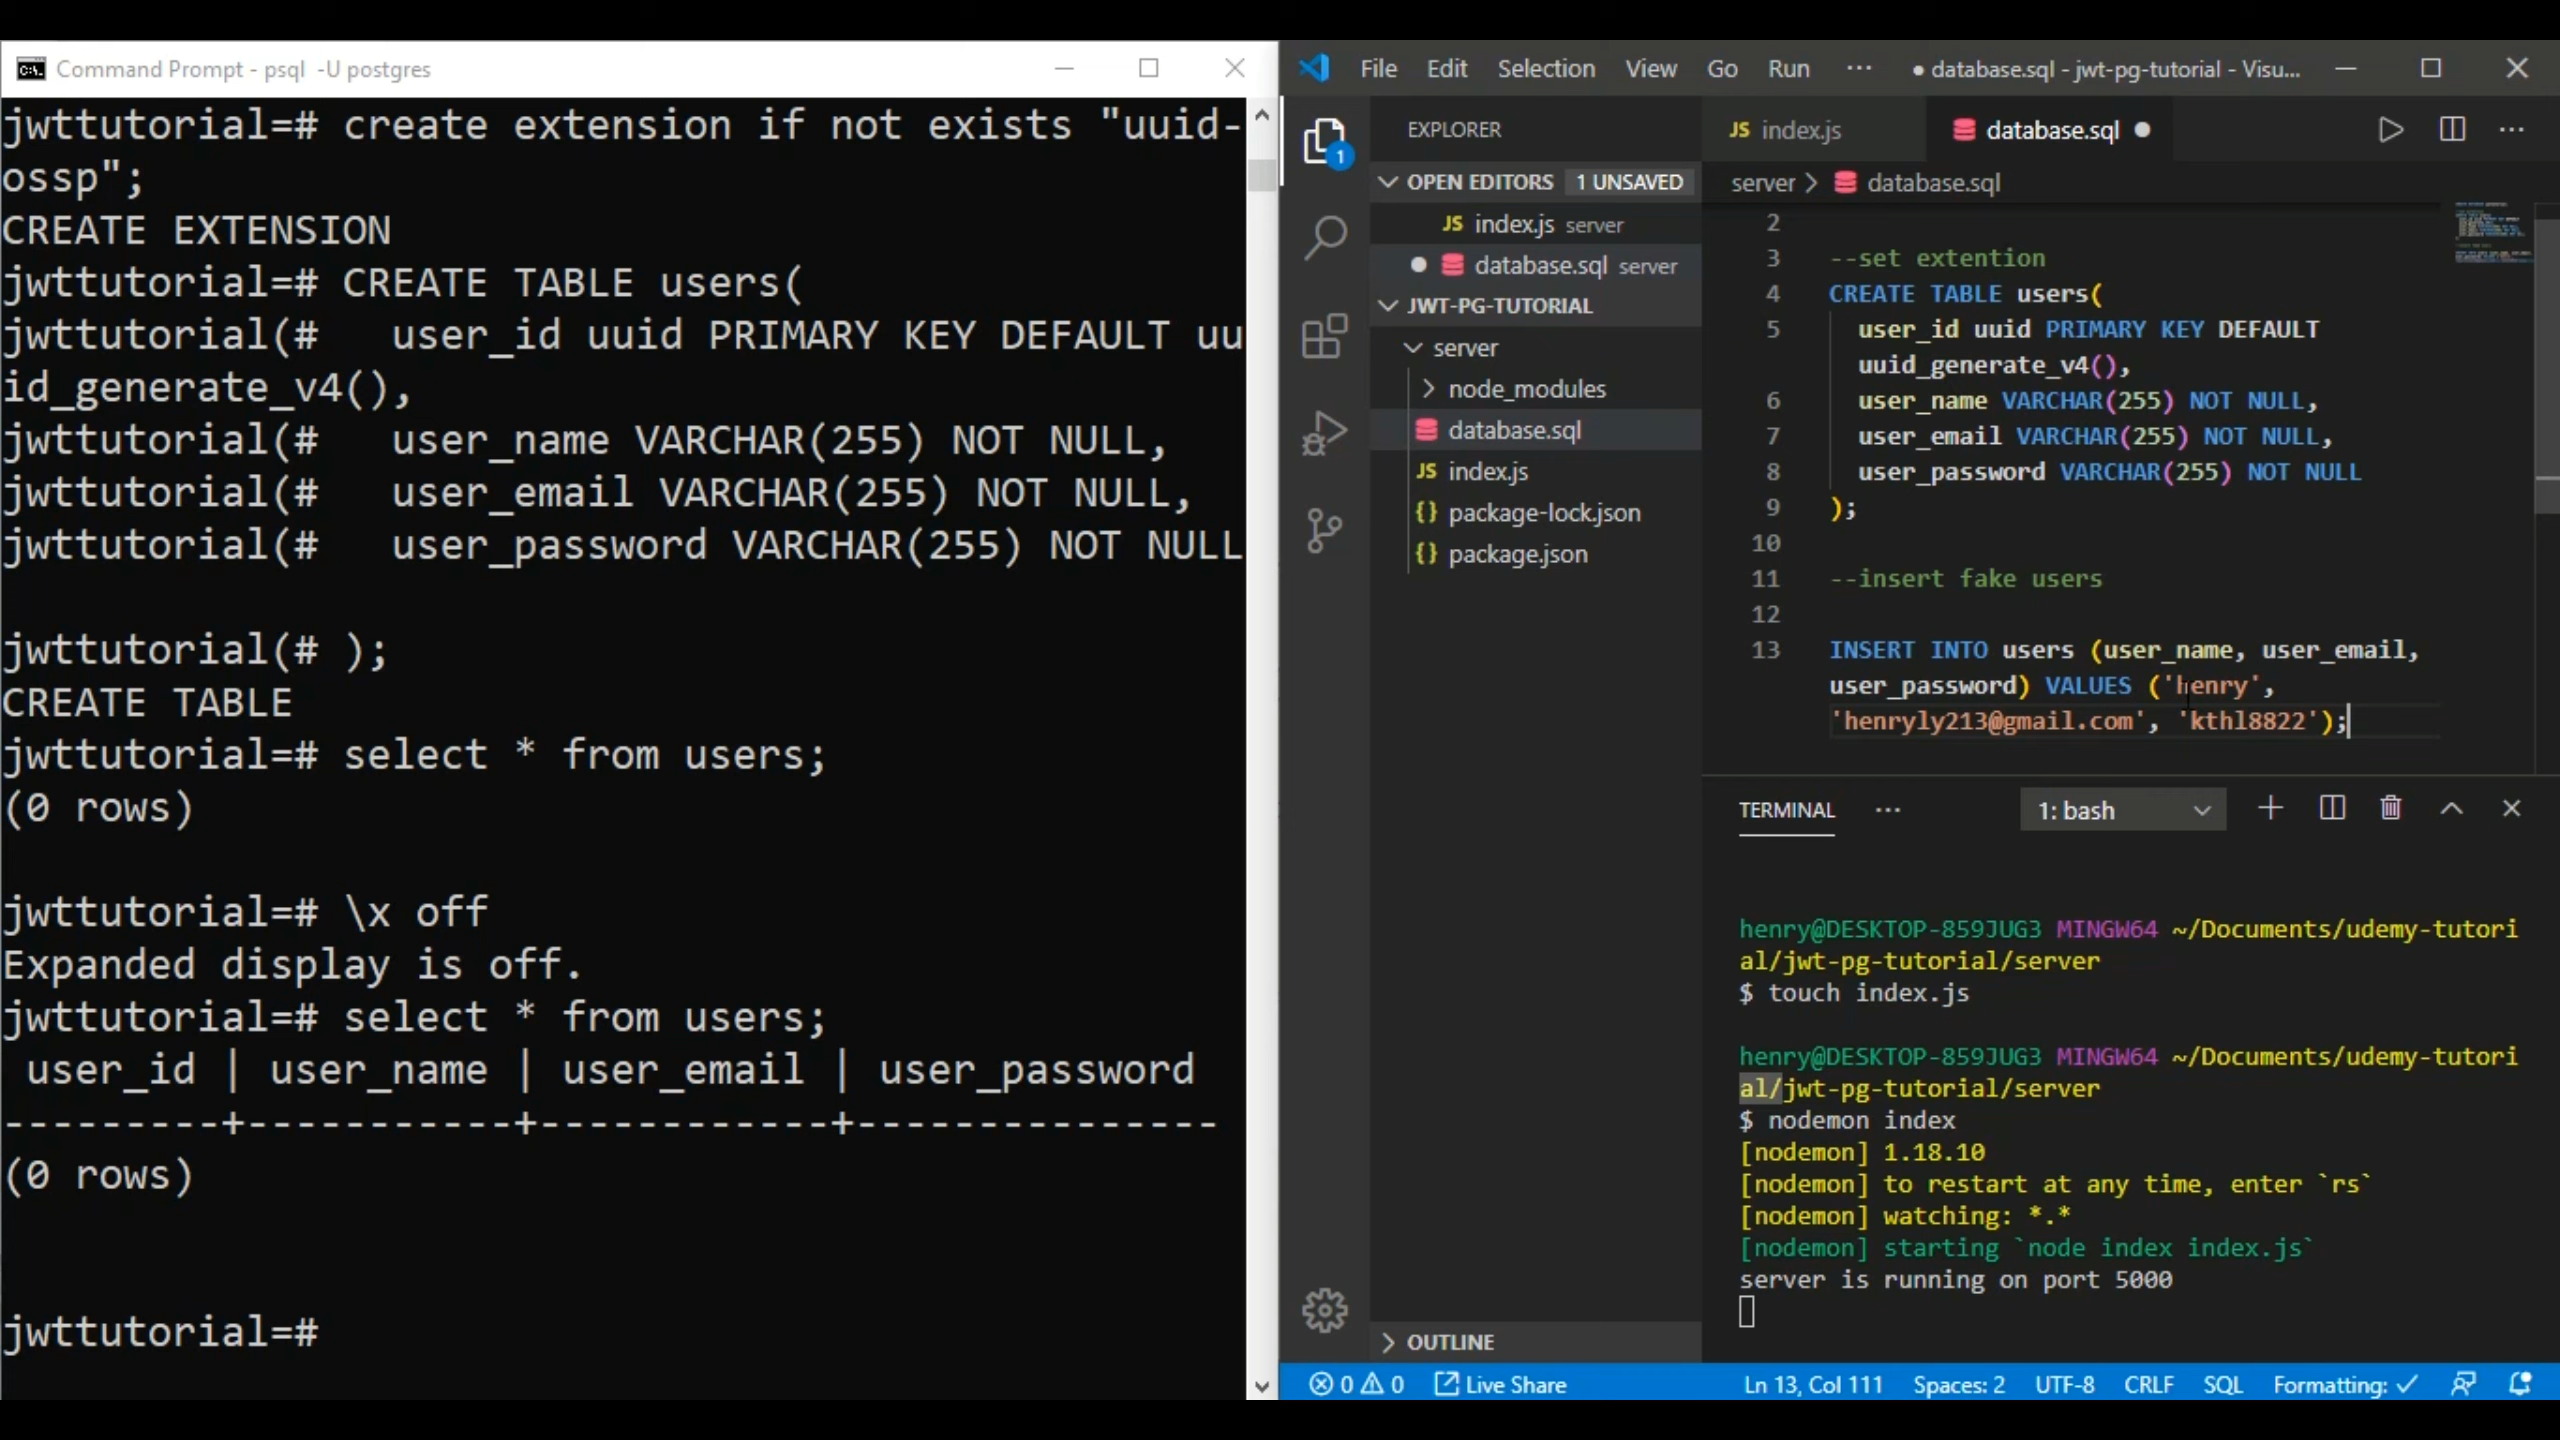 Command Prompt - psql  -U postgres
jwttutorial=# create extension if not exists "uuid-
ossp";
CREATE EXTENSION
jwttutorial=# CREATE TABLE users(
jwttutorial(#   user_id uuid PRIMARY KEY DEFAULT uu
id_generate_v4(),
jwttutorial(#   user_name VARCHAR(255) NOT NULL,
jwttutorial(#   user_email VARCHAR(255) NOT NULL,
jwttutorial(#   user_password VARCHAR(255) NOT NULL
jwttutorial(# );
CREATE TABLE
jwttutorial=# select * from users;
(0 rows)
jwttutorial=# \x off
Expanded display is off.
jwttutorial=# select * from users;
user_id | user_name | user_email | user_password
---------+-----------+------------+---------------
(0 rows)
jwttutorial=#
File Edit Selection View Go Run ··· ● database.sql - jwt-pg-tutorial - Visu...
1
EXPLORER
OPEN EDITORS 1 UNSAVED
JS index.js server
● database.sql server
JWT-PG-TUTORIAL
server
node_modules
database.sql
JS index.js
{} package-lock.json
{} package.json
OUTLINE
JS index.js
database.sql ●
server > database.sql
2
3 --set extention
4 CREATE TABLE users(
5 user_id uuid PRIMARY KEY DEFAULT
uuid_generate_v4(),
6 user_name VARCHAR(255) NOT NULL,
7 user_email VARCHAR(255) NOT NULL,
8 user_password VARCHAR(255) NOT NULL
9 );
10
11 --insert fake users
12
13 INSERT INTO users (user_name, user_email,
user_password) VALUES ('henry',
'henryly213@gmail.com', 'kthl8822');
TERMINAL ··· 1: bash
henry@DESKTOP-859JUG3 MINGW64 ~/Documents/udemy-tutori
al/jwt-pg-tutorial/server
$ touch index.js
henry@DESKTOP-859JUG3 MINGW64 ~/Documents/udemy-tutori
al/jwt-pg-tutorial/server
$ nodemon index
[nodemon] 1.18.10
[nodemon] to restart at any time, enter `rs`
[nodemon] watching: *.*
[nodemon] starting `node index index.js`
server is running on port 5000
0 0 Live Share Ln 13, Col 111 Spaces: 2 UTF-8 CRLF SQL Formatting: ✓